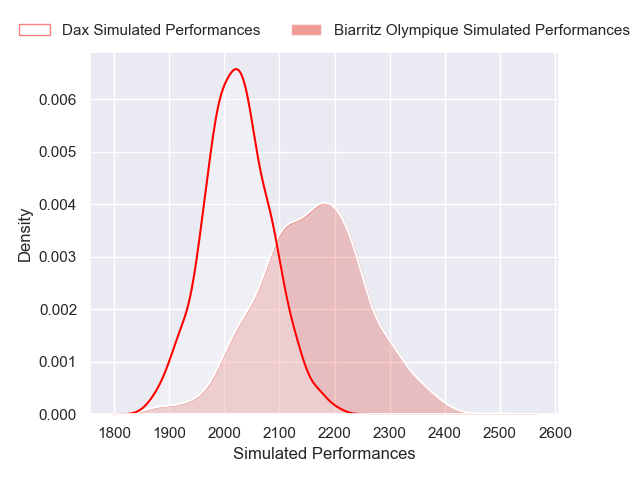 Dax Simulated Performances
Biarritz Olympique Simulated Performances
0.006
0.005
0.004
0.003
0.002
0.001
0.000
Density
1800 1900 2000 2100 2200 2300 2400 2500 2600
Simulated Performances